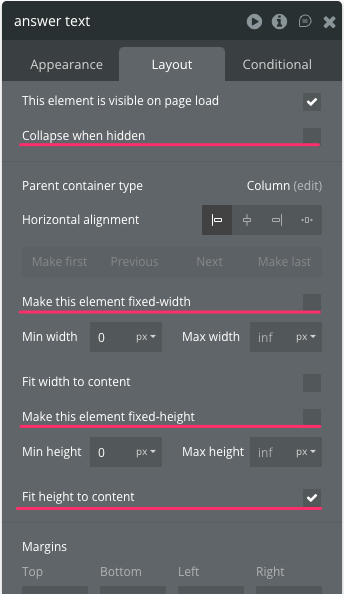 answer text
Appearance Layout Conditional
This element is visible on page load
Collapse when hidden
Parent container type Column (edit)
Horizontal alignment
Make first Previous Next Make last
Make this element fixed-width
Min width 0 px Max width inf px
Fit width to content
Make this element fixed-height
Min height 0 px Max height inf px
Fit height to content
Margins
Top Bottom Left Right